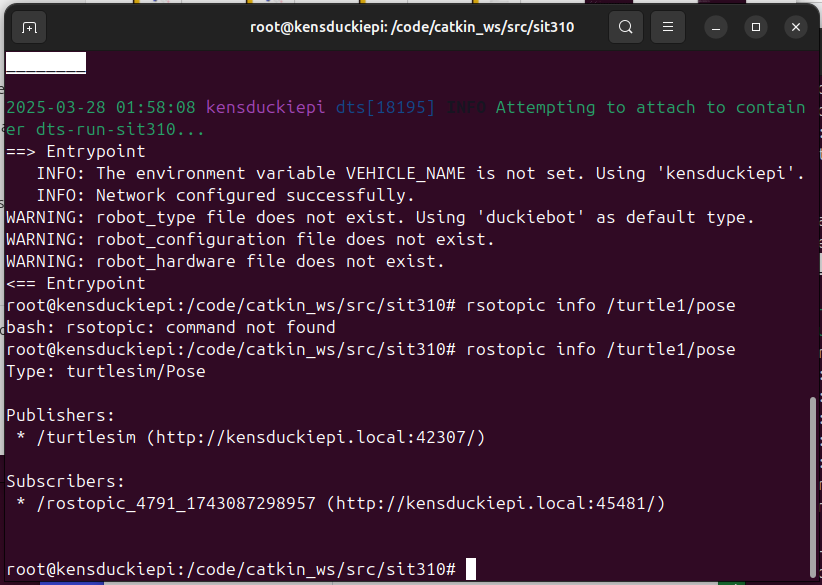 root@kensduckiepi: /code/catkin_ws/src/sit310
2025-03-28 01:58:08 kensduckiepi dts[18195] INFO Attempting to attach to contain
er dts-run-sit310...
==> Entrypoint
   INFO: The environment variable VEHICLE_NAME is not set. Using 'kensduckiepi'.
   INFO: Network configured successfully.
WARNING: robot_type file does not exist. Using 'duckiebot' as default type.
WARNING: robot_configuration file does not exist.
WARNING: robot_hardware file does not exist.
<== Entrypoint
root@kensduckiepi:/code/catkin_ws/src/sit310# rsotopic info /turtle1/pose
bash: rsotopic: command not found
root@kensduckiepi:/code/catkin_ws/src/sit310# rostopic info /turtle1/pose
Type: turtlesim/Pose
Publishers:
 * /turtlesim (http://kensduckiepi.local:42307/)
Subscribers:
 * /rostopic_4791_1743087298957 (http://kensduckiepi.local:45481/)
root@kensduckiepi:/code/catkin_ws/src/sit310#